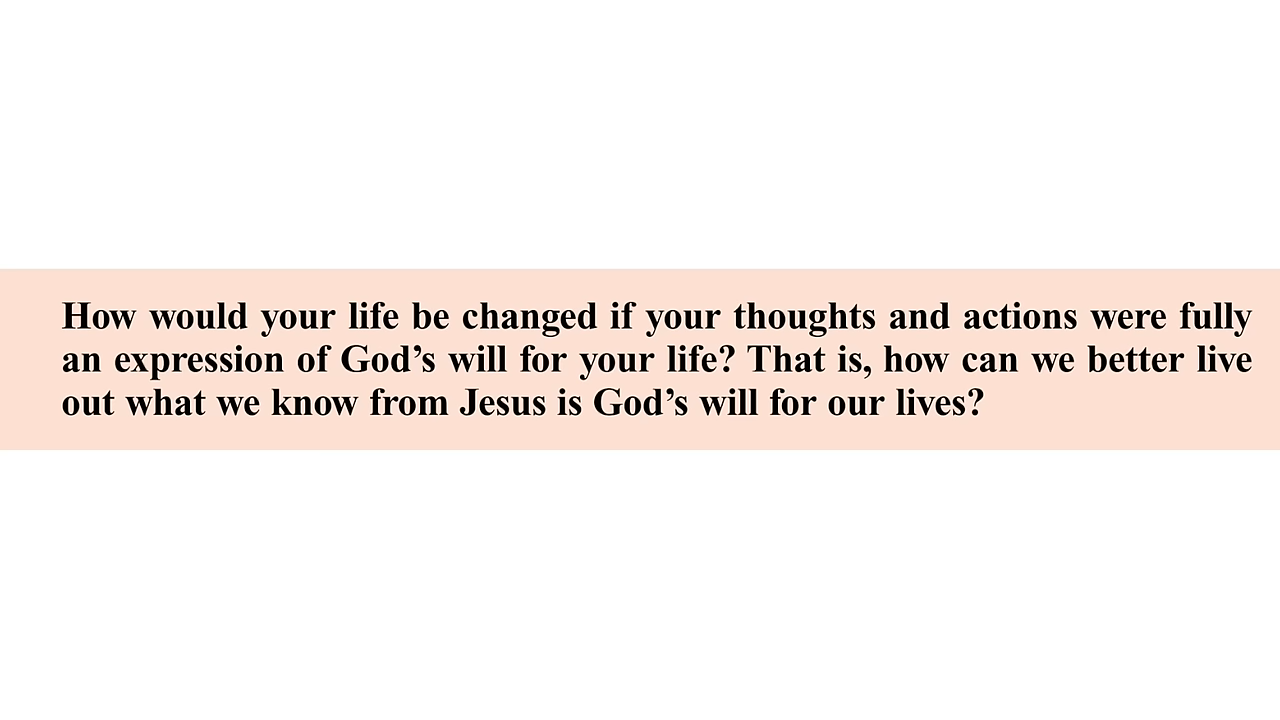 How would your life be changed if your thoughts and actions were fully
an expression of God’s will for your life? That is, how can we better live
out what we know from Jesus is God’s will for our lives?